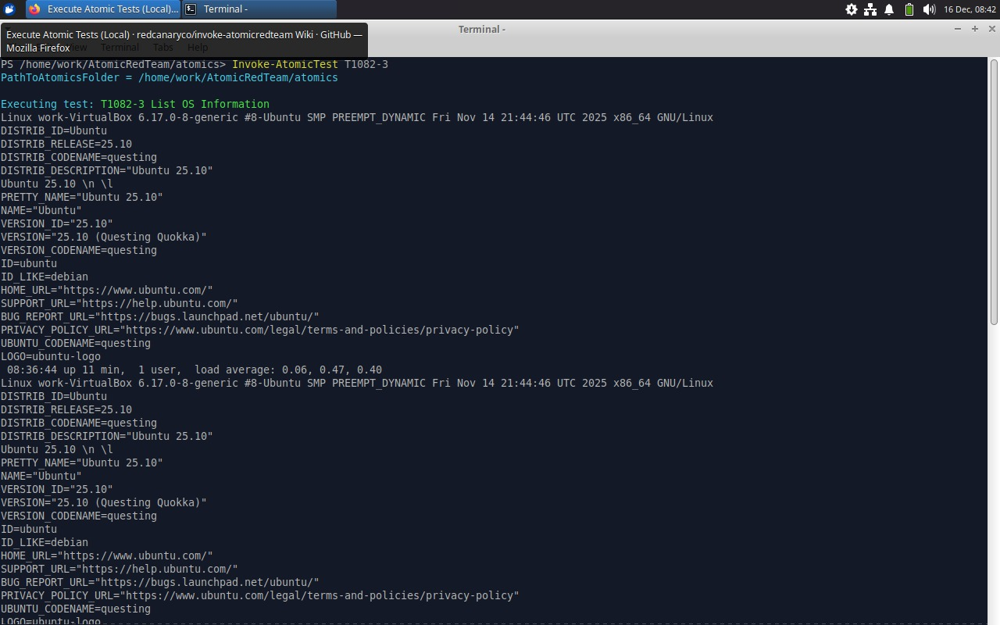 Execute Atomic Tests (Local)...
Terminal -
16 Dec, 08:42
Terminal -
Execute Atomic Tests (Local) · redcanaryco/invoke-atomicredteam Wiki · GitHub —
Mozilla Firefox
View Terminal Tabs Help
PS /home/work/AtomicRedTeam/atomics> Invoke-AtomicTest T1082-3
PathToAtomicsFolder = /home/work/AtomicRedTeam/atomics
Executing test: T1082-3 List OS Information
Linux work-VirtualBox 6.17.0-8-generic #8-Ubuntu SMP PREEMPT_DYNAMIC Fri Nov 14 21:44:46 UTC 2025 x86_64 GNU/Linux
DISTRIB_ID=Ubuntu
DISTRIB_RELEASE=25.10
DISTRIB_CODENAME=questing
DISTRIB_DESCRIPTION="Ubuntu 25.10"
Ubuntu 25.10 \n \l
PRETTY_NAME="Ubuntu 25.10"
NAME="Ubuntu"
VERSION_ID="25.10"
VERSION="25.10 (Questing Quokka)"
VERSION_CODENAME=questing
ID=ubuntu
ID_LIKE=debian
HOME_URL="https://www.ubuntu.com/"
SUPPORT_URL="https://help.ubuntu.com/"
BUG_REPORT_URL="https://bugs.launchpad.net/ubuntu/"
PRIVACY_POLICY_URL="https://www.ubuntu.com/legal/terms-and-policies/privacy-policy"
UBUNTU_CODENAME=questing
LOGO=ubuntu-logo
08:36:44 up 11 min,  1 user,  load average: 0.06, 0.47, 0.40
Linux work-VirtualBox 6.17.0-8-generic #8-Ubuntu SMP PREEMPT_DYNAMIC Fri Nov 14 21:44:46 UTC 2025 x86_64 GNU/Linux
DISTRIB_ID=Ubuntu
DISTRIB_RELEASE=25.10
DISTRIB_CODENAME=questing
DISTRIB_DESCRIPTION="Ubuntu 25.10"
Ubuntu 25.10 \n \l
PRETTY_NAME="Ubuntu 25.10"
NAME="Ubuntu"
VERSION_ID="25.10"
VERSION="25.10 (Questing Quokka)"
VERSION_CODENAME=questing
ID=ubuntu
ID_LIKE=debian
HOME_URL="https://www.ubuntu.com/"
SUPPORT_URL="https://help.ubuntu.com/"
BUG_REPORT_URL="https://bugs.launchpad.net/ubuntu/"
PRIVACY_POLICY_URL="https://www.ubuntu.com/legal/terms-and-policies/privacy-policy"
UBUNTU_CODENAME=questing
LOGO=ubuntu-logo